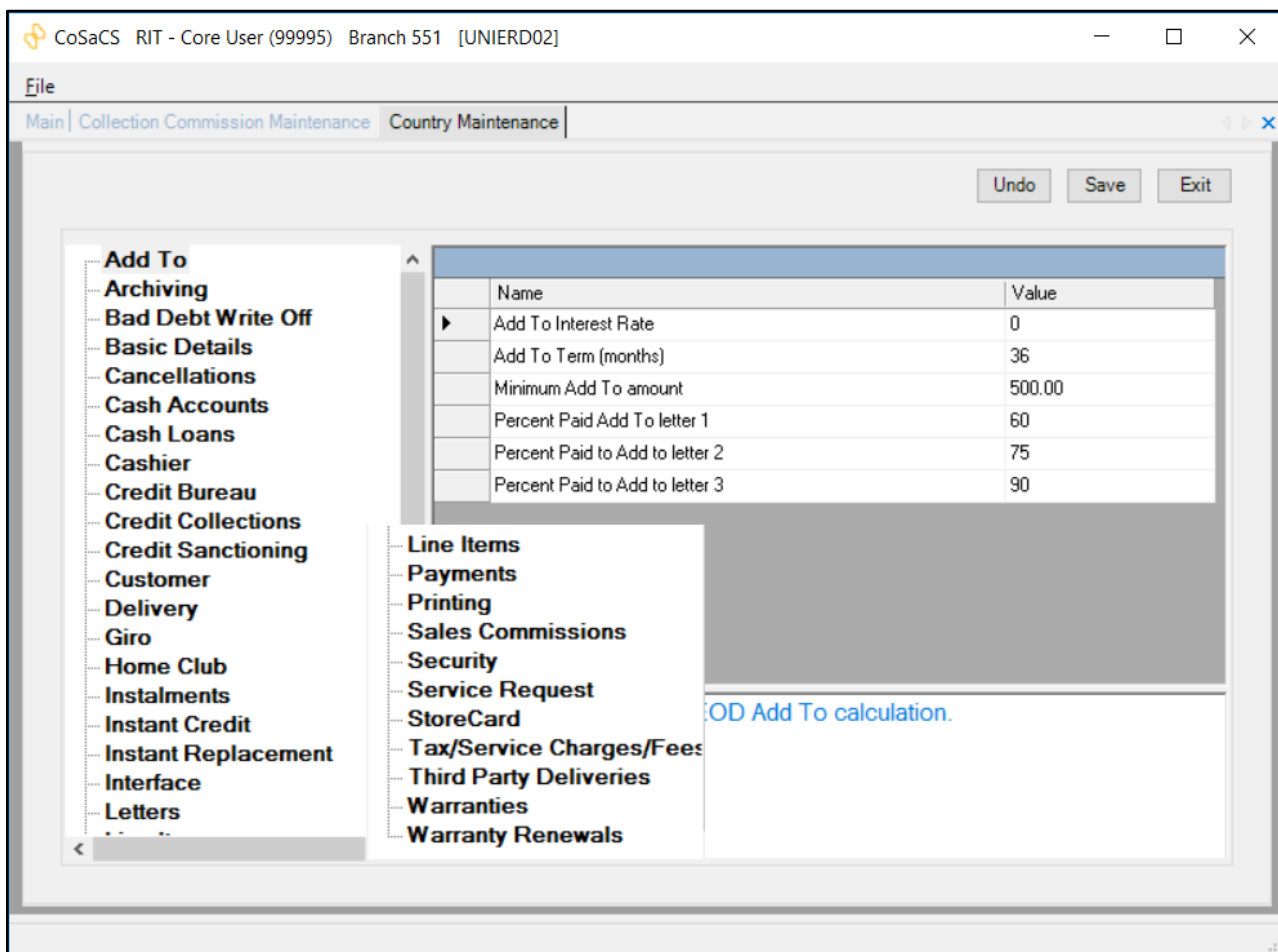 CoSaCS RIT - Core User (99995) Branch 551 [UNIERD02]
File
Main Collection Commission Maintenance Country Maintenance
Undo Save Exit
Add To
Archiving
Bad Debt Write Off
Basic Details
Cancellations
Cash Accounts
Cash Loans
Cashier
Credit Bureau
Credit Collections
Credit Sanctioning
Customer
Delivery
Giro
Home Club
Instalments
Instant Credit
Instant Replacement
Interface
Letters
Line Items
Payments
Printing
Sales Commissions
Security
Service Request
StoreCard
Tax/Service Charges/Fees
Third Party Deliveries
Warranties
Warranty Renewals
Name Value
Add To Interest Rate 0
Add To Term (months) 36
Minimum Add To amount 500.00
Percent Paid Add To letter 1 60
Percent Paid to Add to letter 2 75
Percent Paid to Add to letter 3 90
EOD Add To calculation.